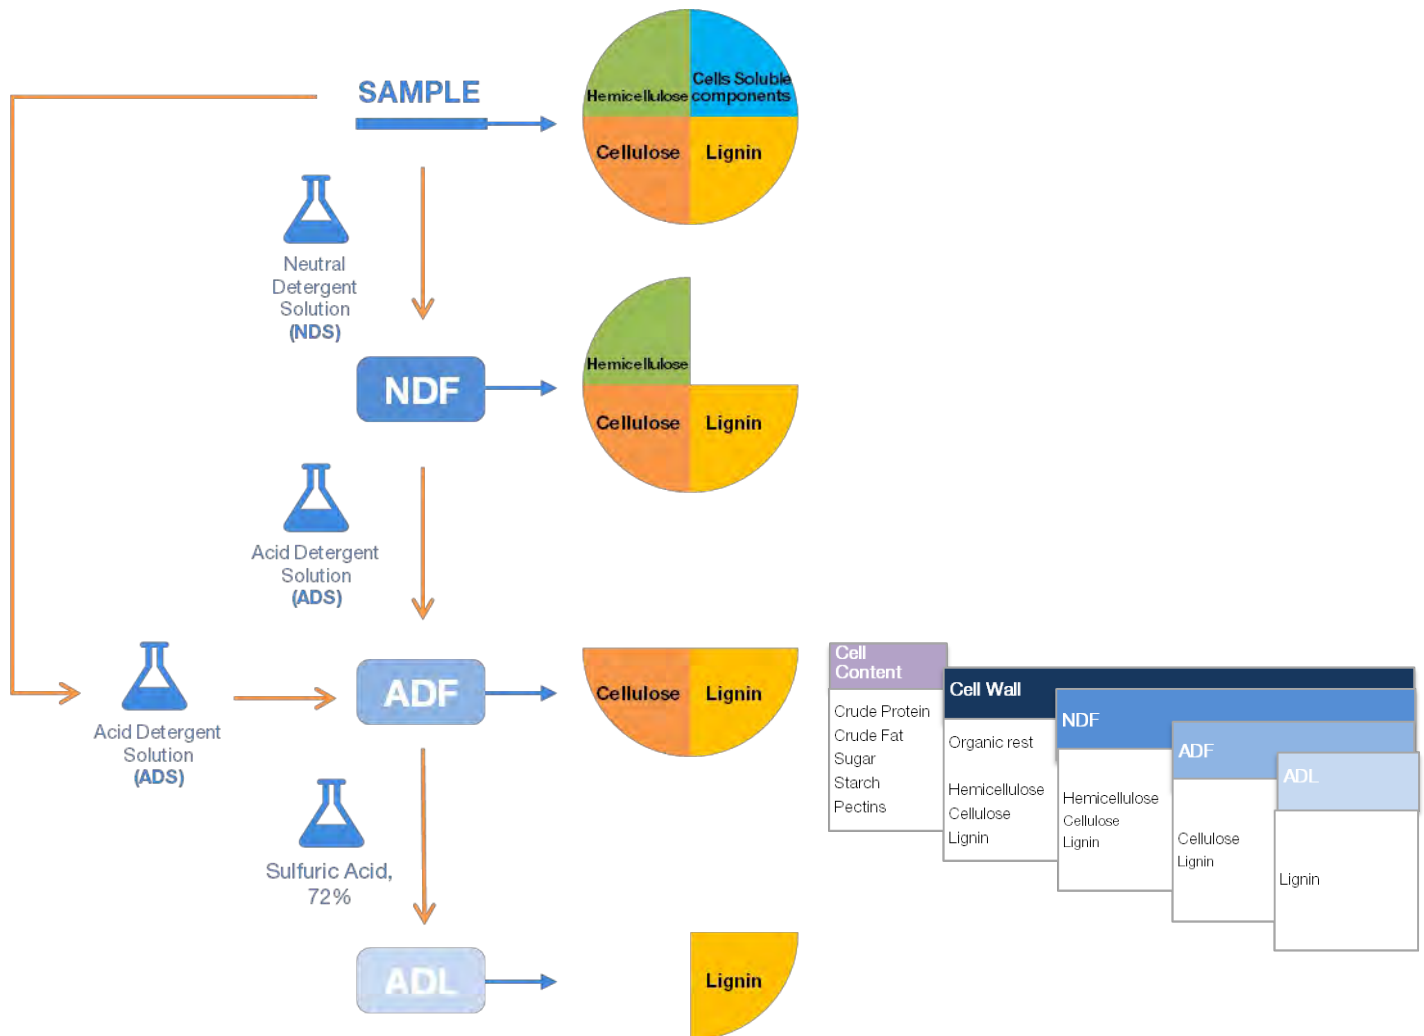 SAMPLE
Hemicellulose
Cells Soluble
components
Cellulose
Lignin
Neutral
Detergent
Solution
(NDS)
NDF
Hemicellulose
Cellulose
Lignin
Acid Detergent
Solution
(ADS)
ADF
Cellulose
Lignin
Acid Detergent
Solution
(ADS)
Sulfuric Acid,
72%
ADL
Lignin
Cell
Content
Crude Protein
Crude Fat
Sugar
Starch
Pectins
Cell Wall
Organic rest
Hemicellulose
Cellulose
Lignin
NDF
Hemicellulose
Cellulose
Lignin
ADF
Cellulose
Lignin
ADL
Lignin